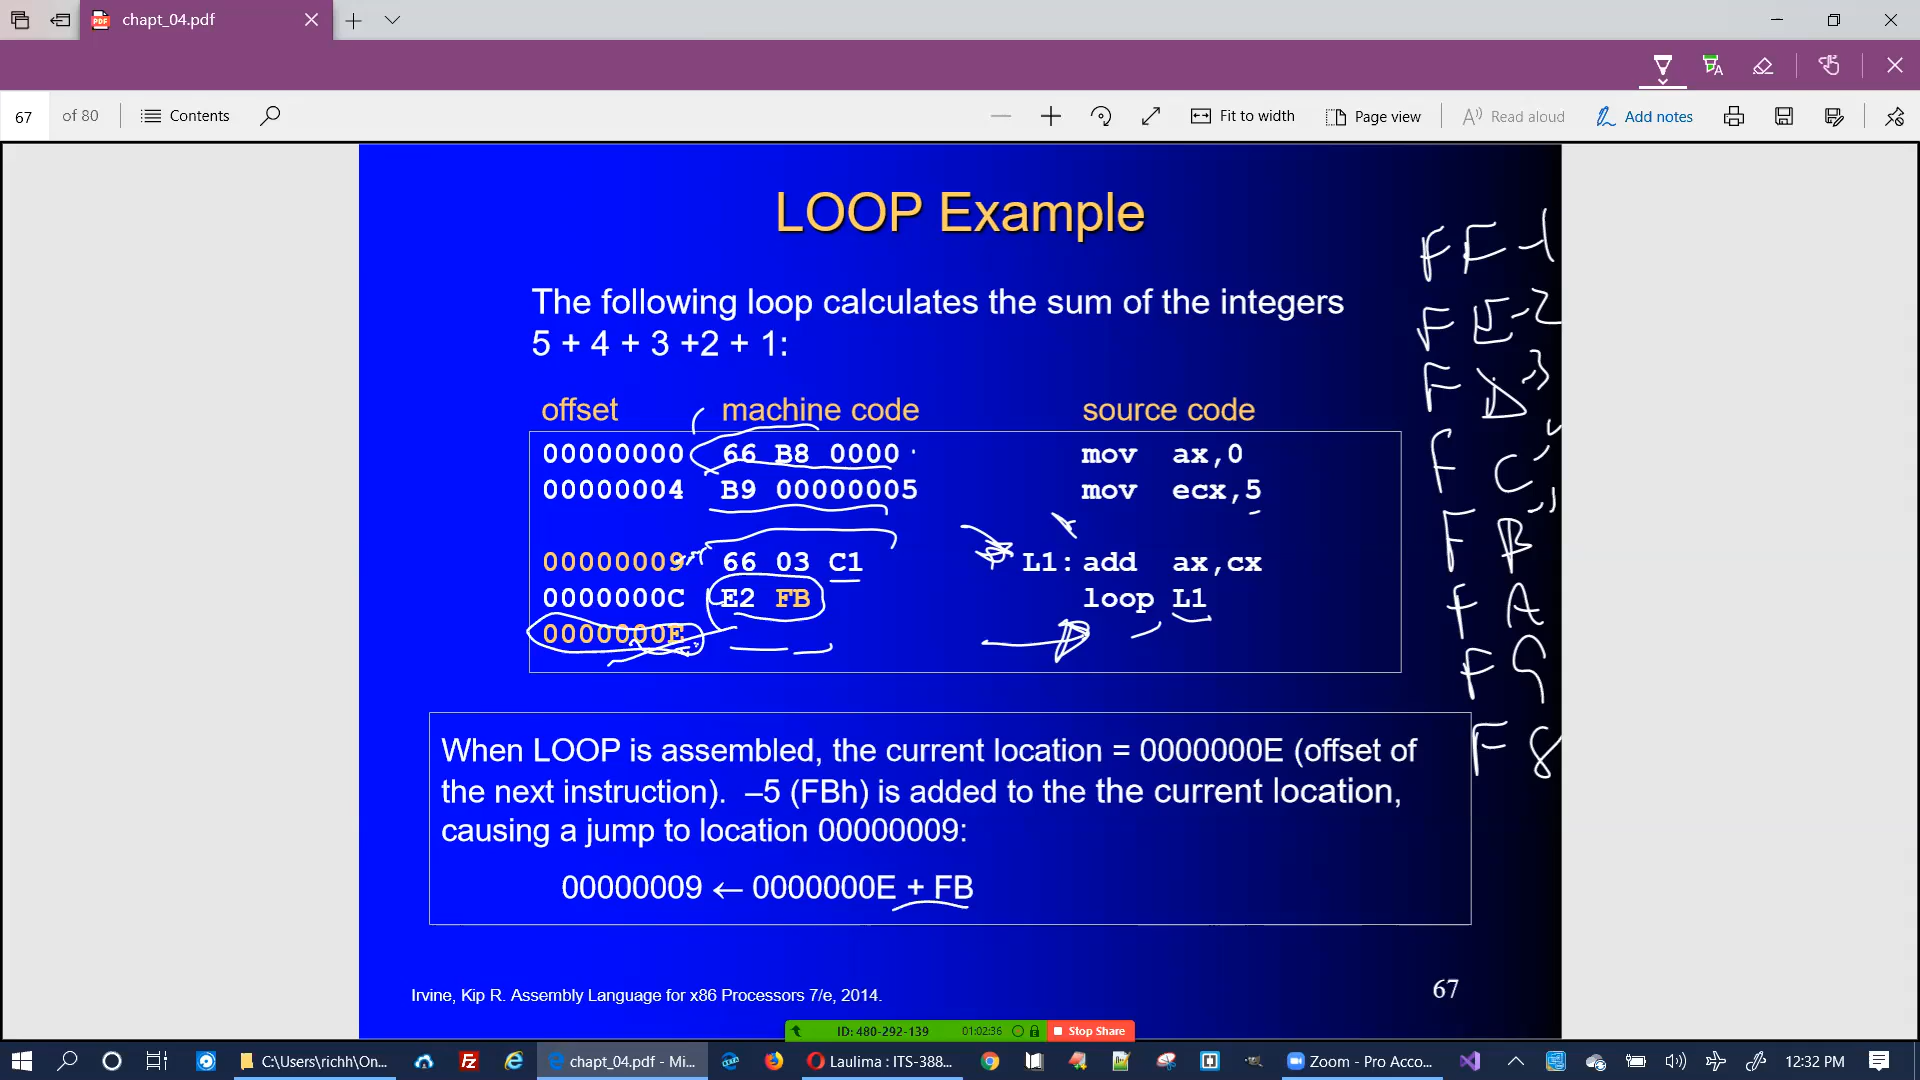 chapt_04.pdf
67 of 80 Contents Fit to width Page view Read aloud Add notes
LOOP Example
The following loop calculates the sum of the integers
5 + 4 + 3 +2 + 1:
offset machine code source code
00000000 66 B8 0000 mov ax,0
00000004 B9 00000005 mov ecx,5
00000009 66 03 C1 L1: add ax,cx
0000000C E2 FB loop L1
0000000E
When LOOP is assembled, the current location = 0000000E (offset of
the next instruction). –5 (FBh) is added to the the current location,
causing a jump to location 00000009:
00000009 ← 0000000E + FB
FF -1
FE -2
FD -3
F C
F B
F A
F 9
F 8
Irvine, Kip R. Assembly Language for x86 Processors 7/e, 2014.
67
ID: 480-292-139 01:02:36 Stop Share
C:\Users\richh\On... chapt_04.pdf - Mi... Laulima : ITS-388... Zoom - Pro Acco... 12:32 PM